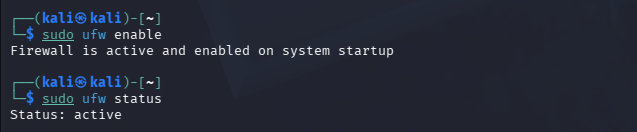 ┌──(kali㉿kali)-[~]
└─$ sudo ufw enable
Firewall is active and enabled on system startup
┌──(kali㉿kali)-[~]
└─$ sudo ufw status
Status: active